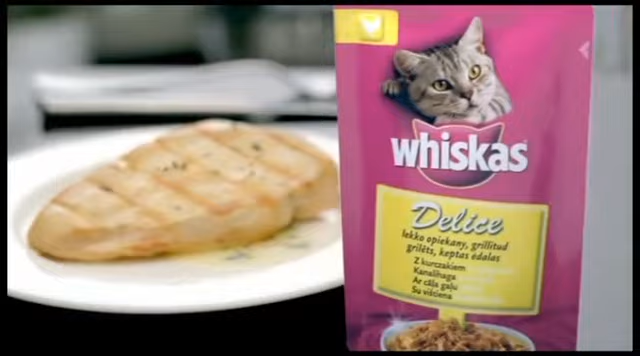 whiskas
Delice
lekko opiekany, grillitud
grilēts, keptas ėdalas
Z kurczakiem
Kanalihaga
Ar cāļa gaļu
Su vištiena